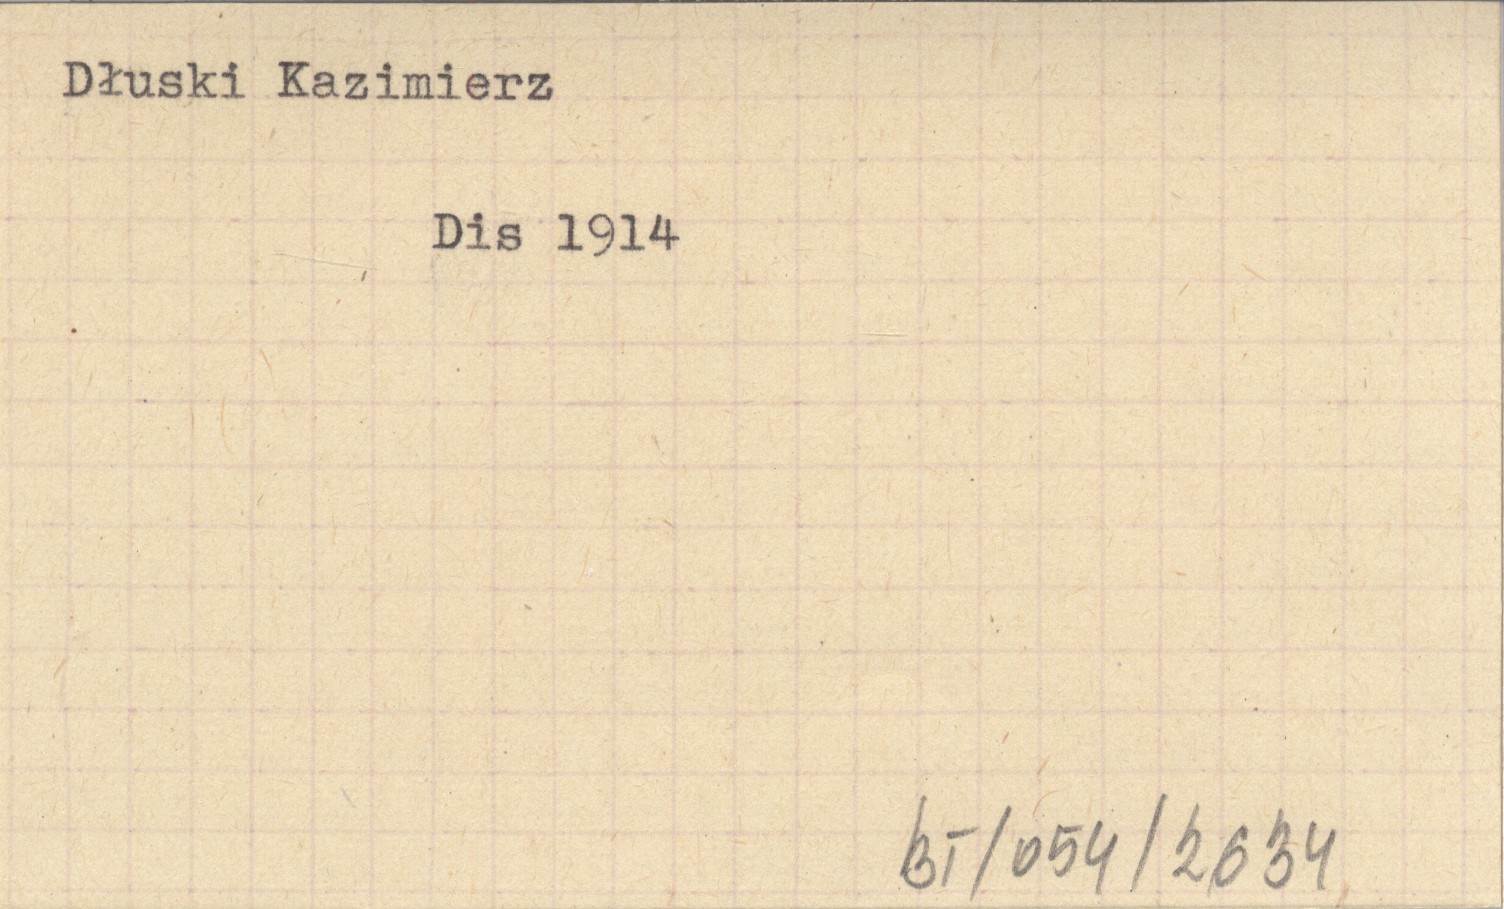 Dłuski Kazimierz
Dis 1914
BI/054/2634